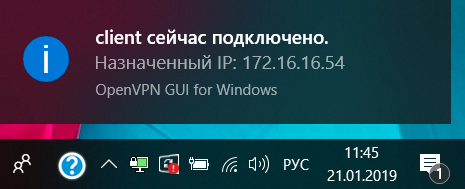 client сейчас подключено.
Назначенный IP: 172.16.16.54
OpenVPN GUI for Windows
РУС
11:45
21.01.2019
1